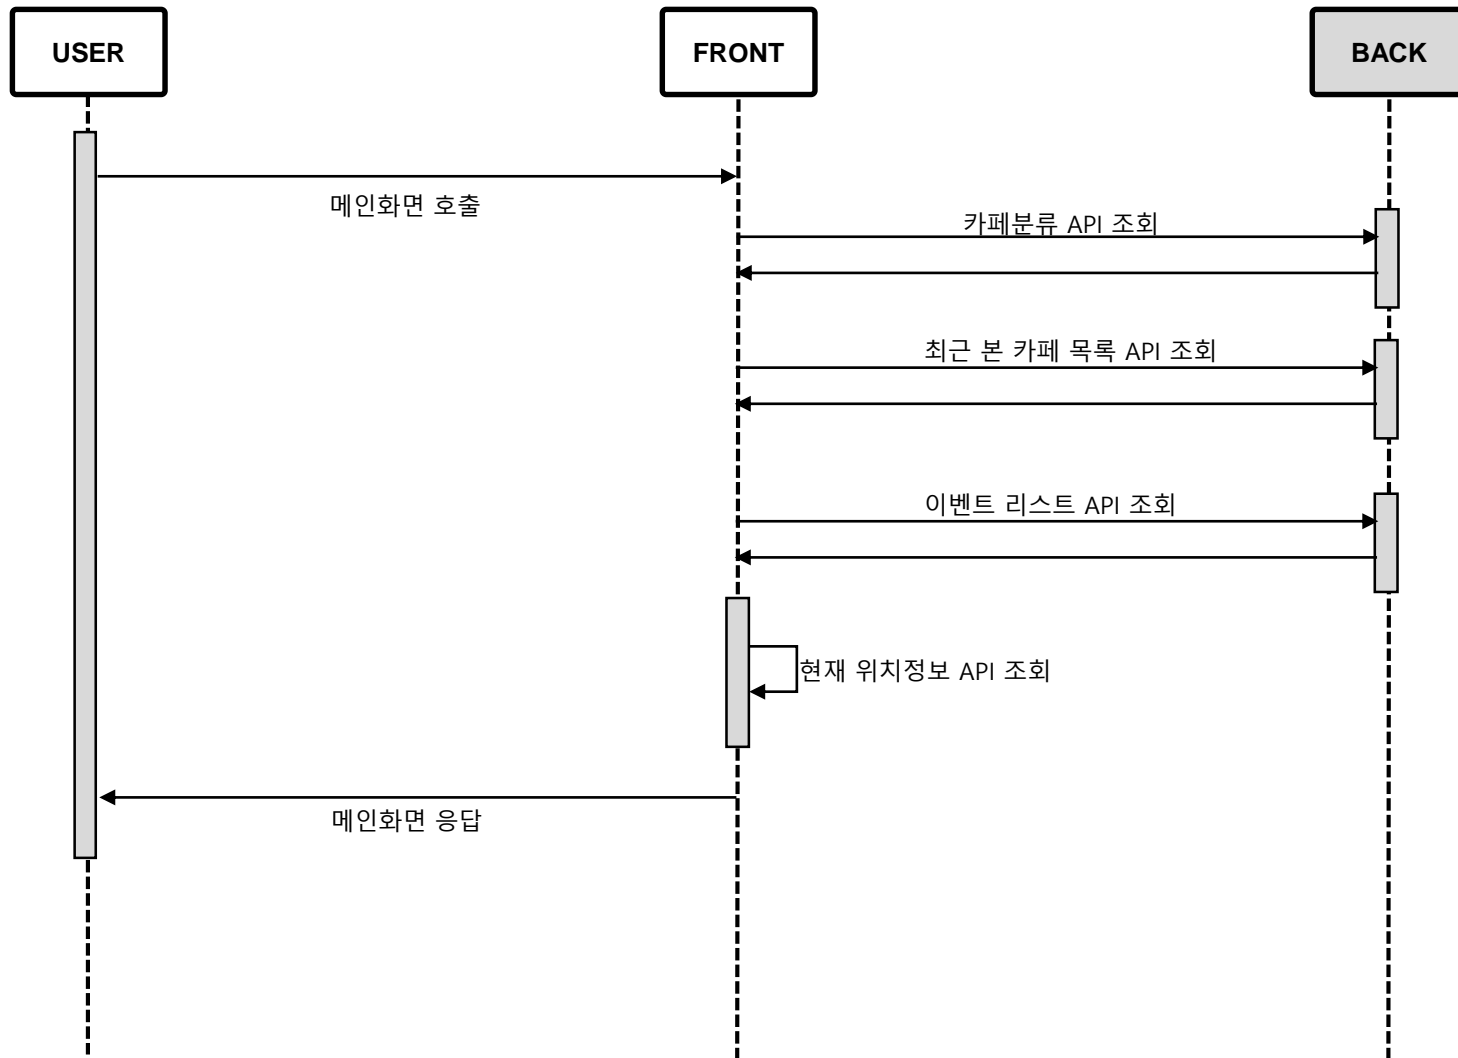 USER
FRONT
BACK
메인화면 호출
카페분류 API 조회
최근 본 카페 목록 API 조회
이벤트 리스트 API 조회
현재 위치정보 API 조회
메인화면 응답